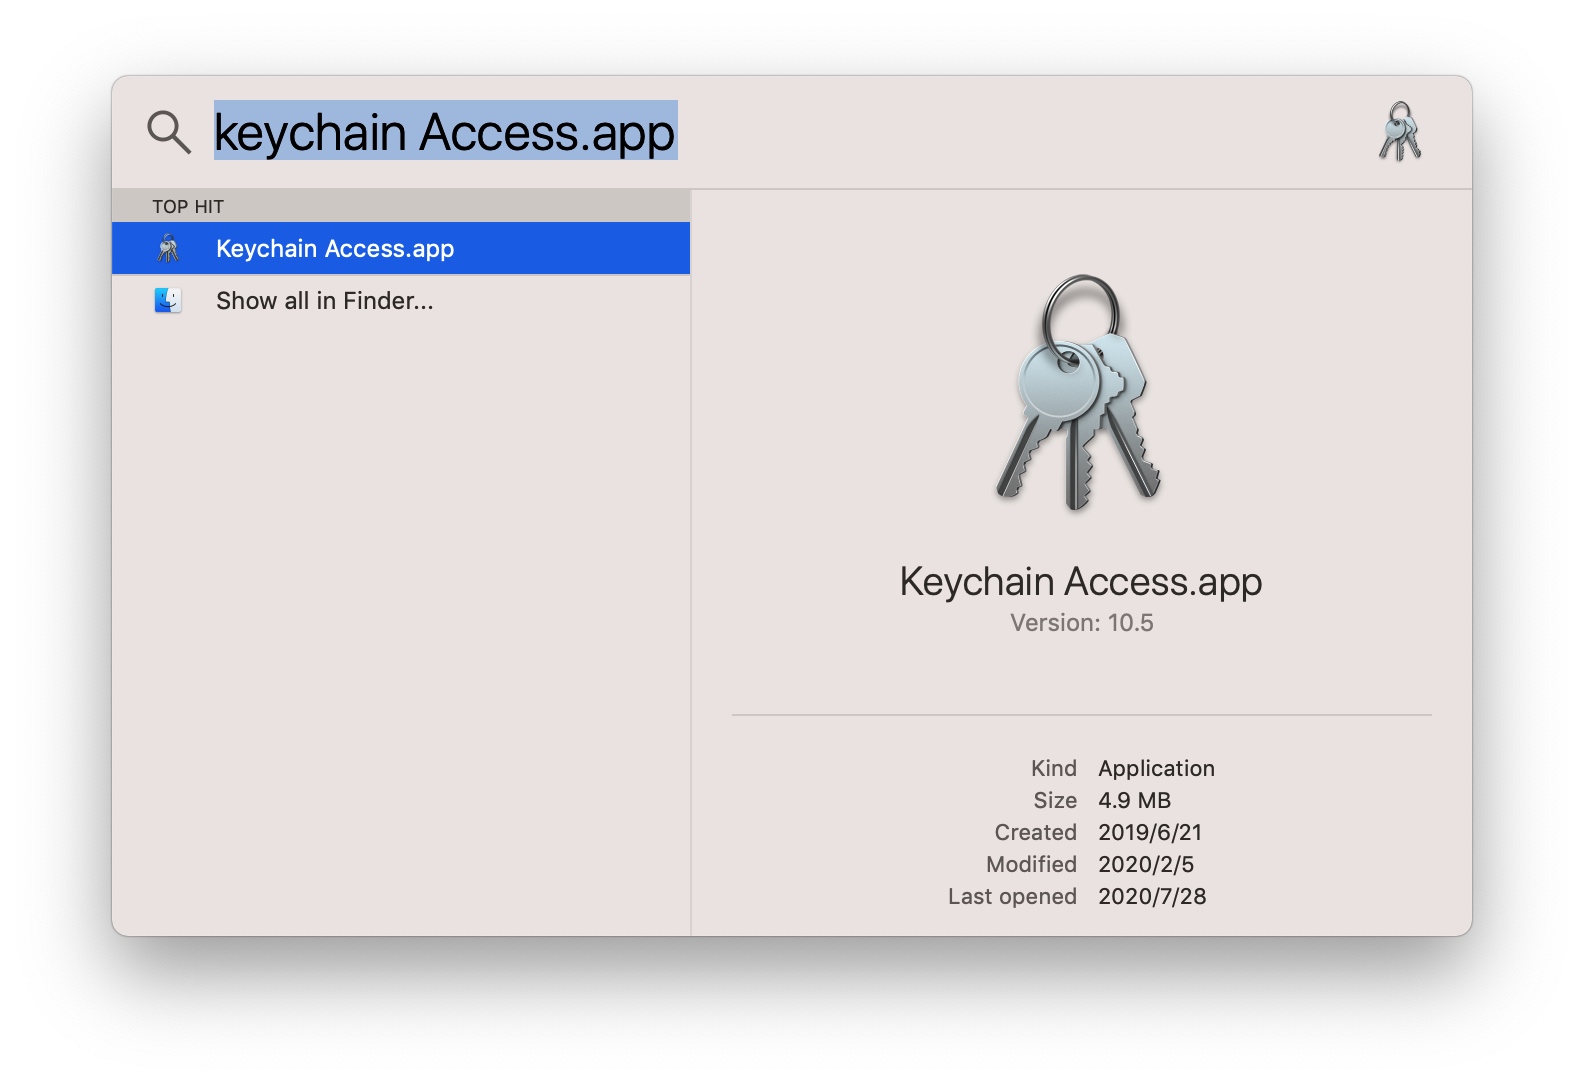 keychain Access.app
TOP HIT
Keychain Access.app
Show all in Finder...
Keychain Access.app
Version: 10.5
Kind Application
Size 4.9 MB
Created 2019/6/21
Modified 2020/2/5
Last opened 2020/7/28